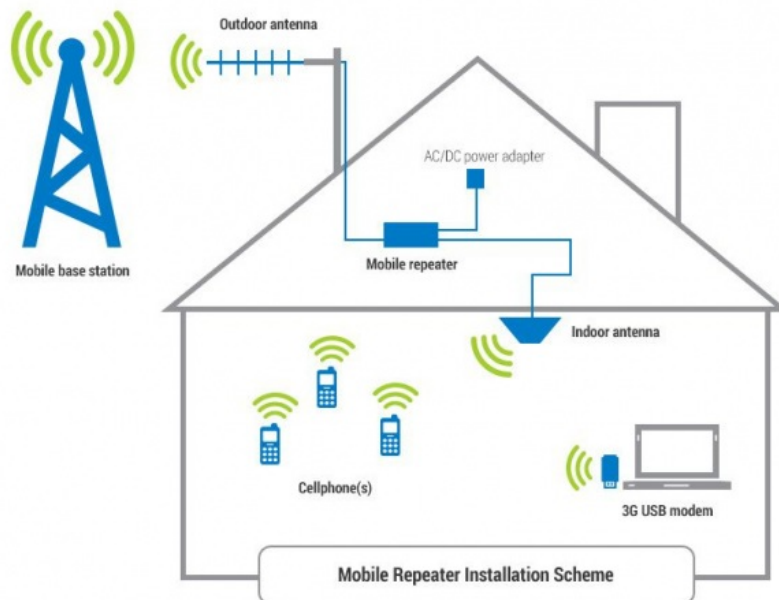 Outdoor antenna
AC/DC power adapter
Mobile base station
Mobile repeater
Indoor antenna
Cellphone(s)
3G USB modem
Mobile Repeater Installation Scheme